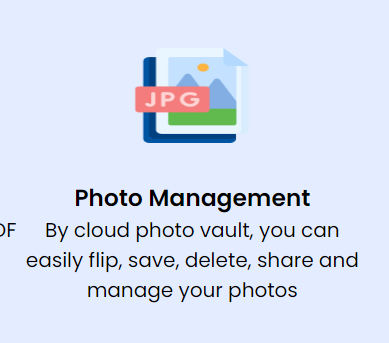 JPG
Photo Management
By cloud photo vault, you can
easily flip, save, delete, share and
manage your photos